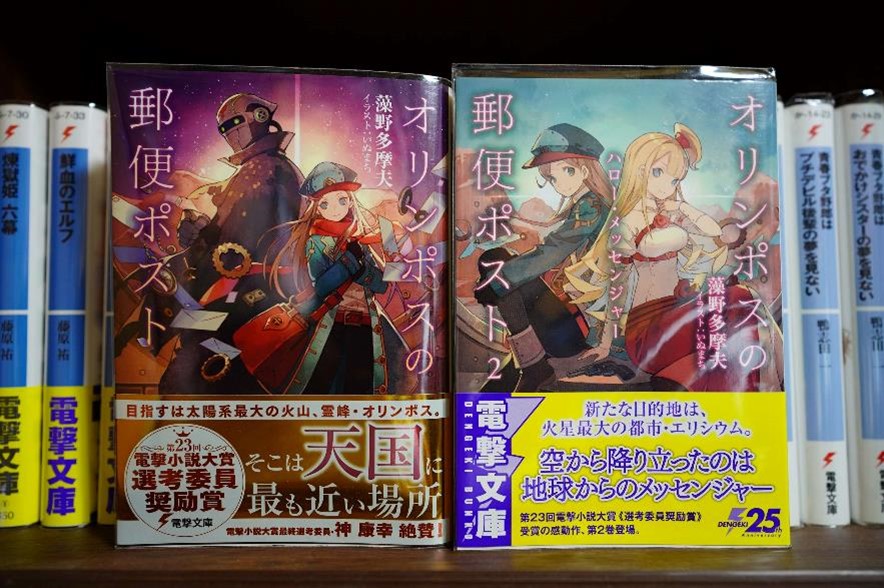 煉獄姫 六幕
藤原 祐
電撃文庫
7-33
鮮血のエルフ
藤原 祐
電撃文庫
オリンポスの
郵便ポスト
藻野多摩夫
イラスト・いぬまち
目指すは太陽系最大の火山、霊峰・オリンポス。
第23回
電撃小説大賞
選考委員
奨励賞
電撃文庫
そこは天国に
最も近い場所
電撃小説大賞最終選考委員・神 康幸 絶賛!
オリンポスの
郵便ポスト2
ハロー・メッセンジャー
藻野多摩夫
イラスト・いぬまち
電撃文庫
DENGEKI BUNKO
新たな目的地は、
火星最大の都市・エリシウム。
空から降り立ったのは
地球からのメッセンジャー
第23回電撃小説大賞《選考委員奨励賞》
受賞の感動作、第2巻登場。
DENGEKI 25th
Anniversary
か-14-23
青春ブタ野郎は
プチデビル後輩の夢を見ない
鴨志田 一
電撃文庫
青春ブタ野郎は
おでかけシスターの夢を見ない
鴨志田 一